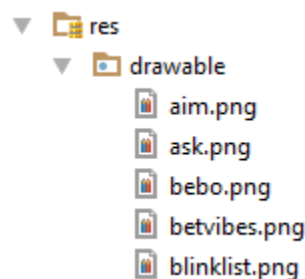 res
drawable
aim.png
ask.png
bebo.png
betvibes.png
blinklist.png